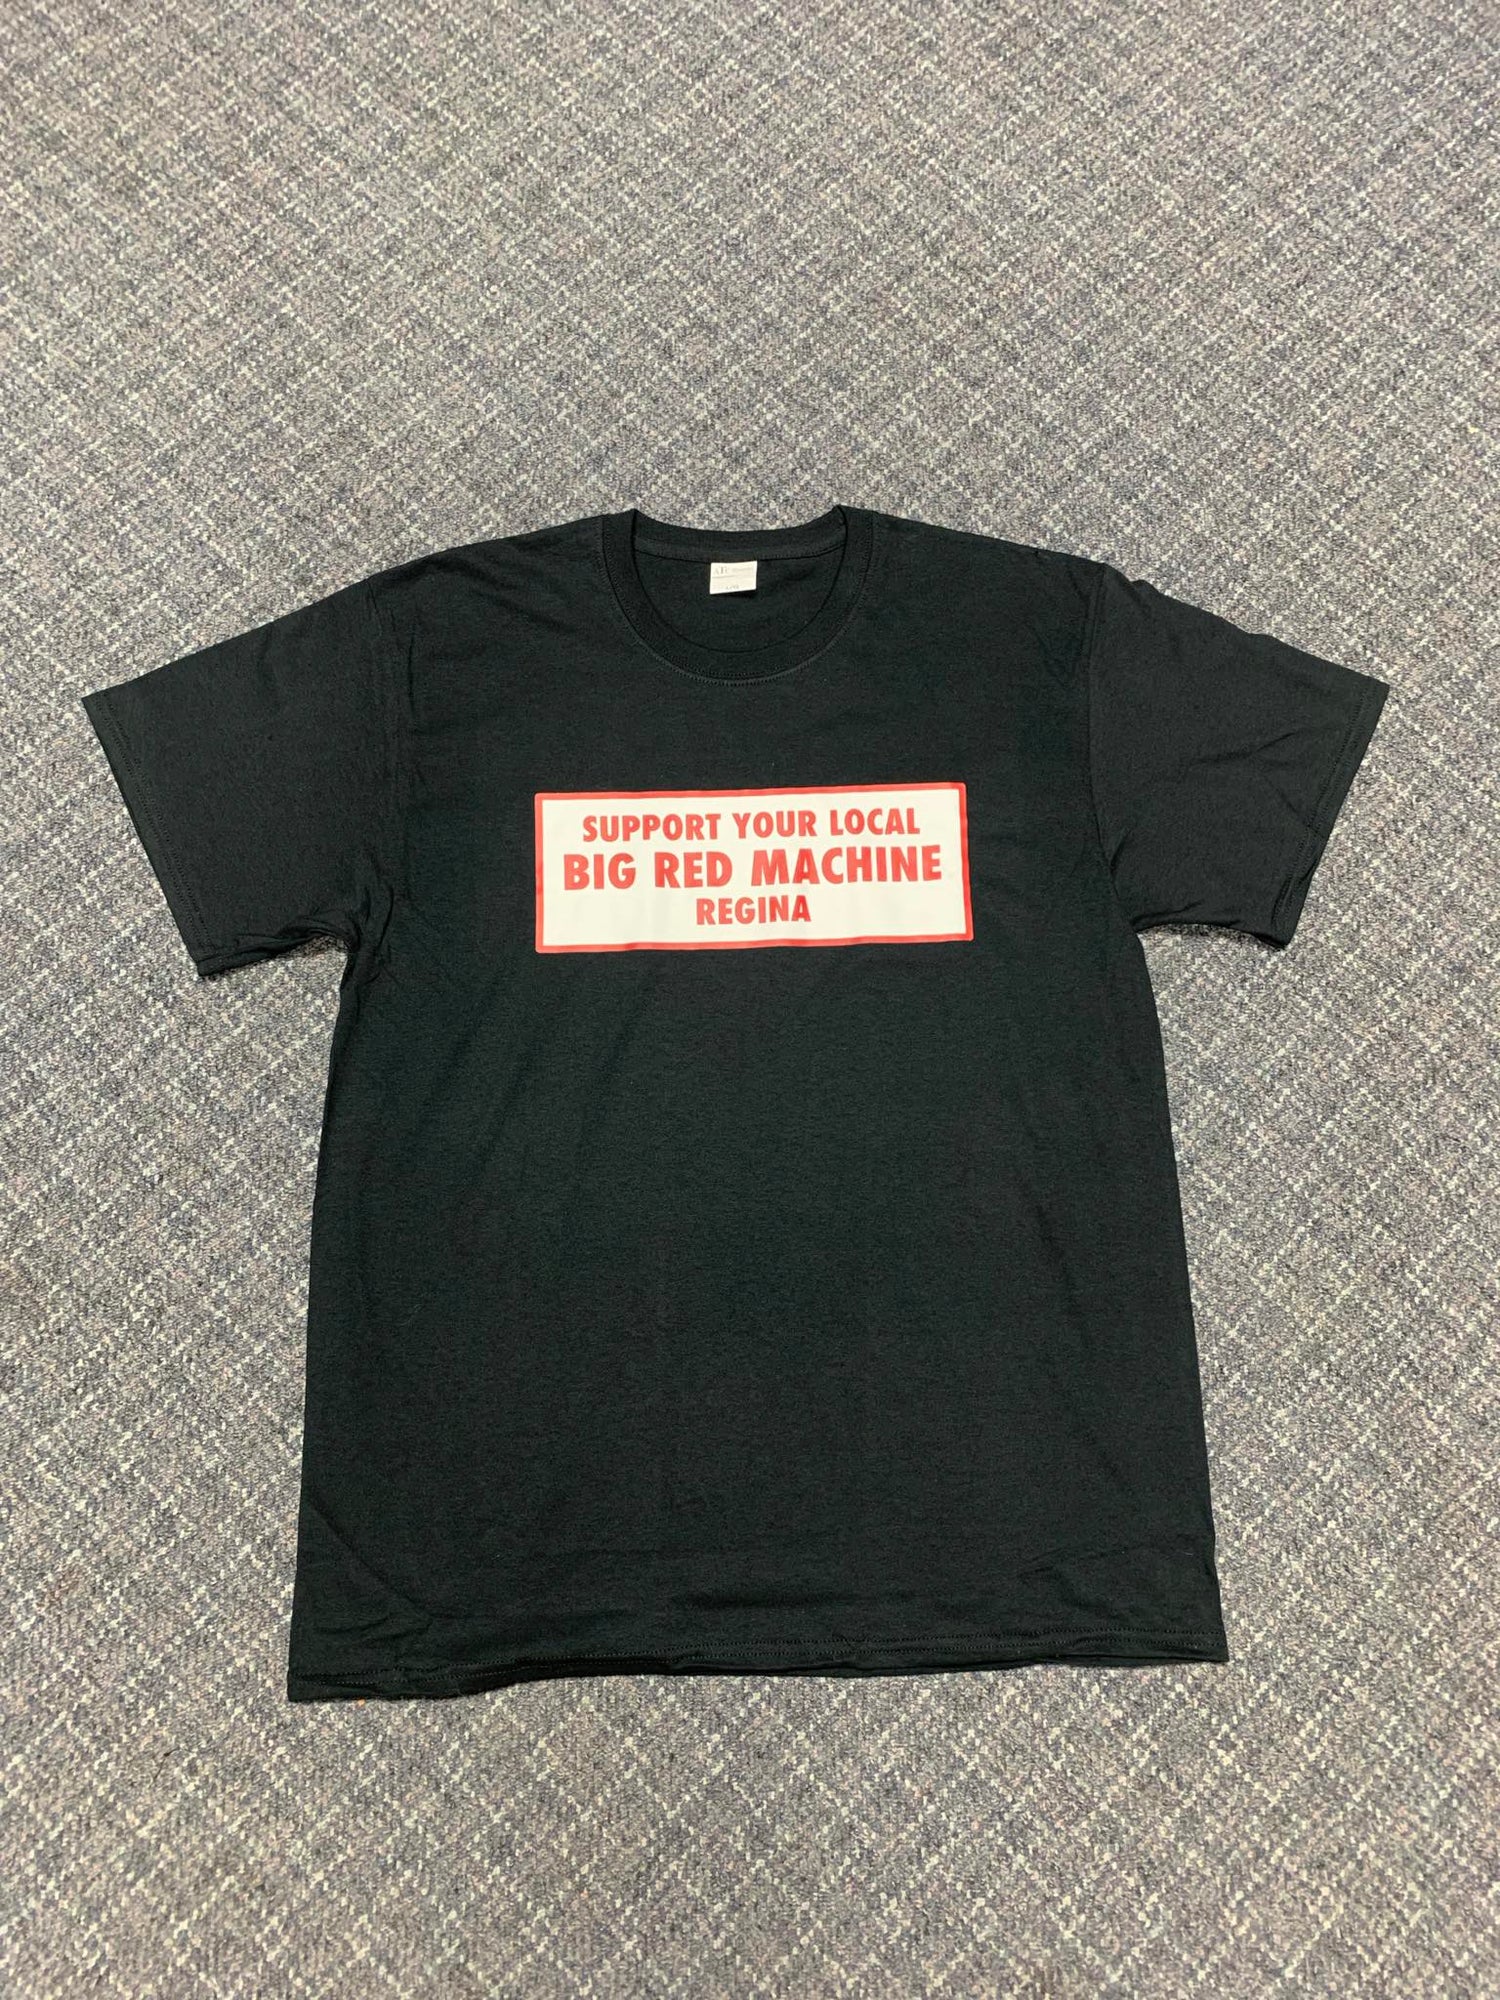 SUPPORT YOUR LOCAL
BIG RED MACHINE
REGINA